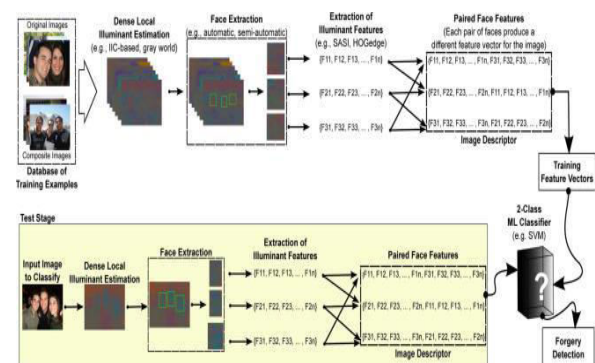 Original Images
Composite Images
Database of
Training Examples
Dense Local
Illuminant Estimation
(e.g., IIC-based, gray world)
Face Extraction
(e.g., automatic, semi-automatic)
Extraction of
Illuminant Features
(e.g., SASI, HOGedge)
{F11, F12, F13, ... , F1n}
{F21, F22, F23, ... , F2n}
{F31, F32, F33, ... , F3n}
Paired Face Features
(Each pair of faces produce a
different feature vector for the image)
{F11, F12, F13, ... , F1n, F31, F32, F33, ... , F3n}
{F21, F22, F23, ... , F2n, F11, F12, F13, ... , F1n}
{F31, F32, F33, ... , F3n, F21, F22, F23, ... , F2n}
Image Descriptor
Training
Feature Vectors
2-Class
ML Classifier
(e.g. SVM)
?
Forgery
Detection
Test Stage
Input Image
to Classify
Dense Local
Illuminant Estimation
Face Extraction
Extraction of
Illuminant Features
{F11, F12, F13, ... , F1n}
{F21, F22, F23, ... , F2n}
{F31, F32, F33, ... , F3n}
Paired Face Features
{F11, F12, F13, ... , F1n, F31, F32, F33, ... , F3n}
{F21, F22, F23, ... , F2n, F11, F12, F13, ... , F1n}
{F31, F32, F33, ... , F3n, F21, F22, F23, ... , F2n}
Image Descriptor